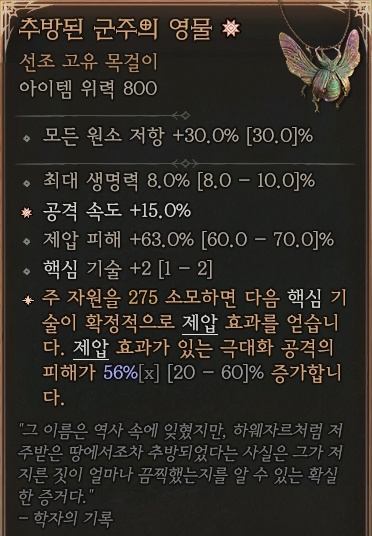 추방된 군주의 영물
선조 고유 목걸이
아이템 위력 800
모든 원소 저항 +30.0% [30.0]%
최대 생명력 8.0% [8.0 - 10.0]%
공격 속도 +15.0%
제압 피해 +63.0% [60.0 - 70.0]%
핵심 기술 +2 [1 - 2]
주 자원을 275 소모하면 다음 핵심 기
술이 확정적으로 제압 효과를 얻습니
다. 제압 효과가 있는 극대화 공격의
피해가 56%[x] [20 - 60]% 증가합니
다.
"그 이름은 역사 속에 잊혔지만, 하웨자르처럼 저
주받은 땅에서조차 추방되었다는 사실은 그가 저
지른 짓이 얼마나 끔찍했는지를 알 수 있는 확실
한 증거다."
- 학자의 기록